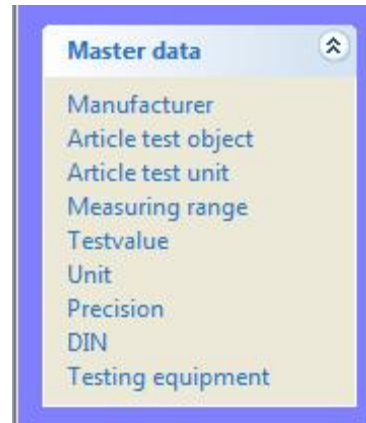 Master data
Manufacturer
Article test object
Article test unit
Measuring range
Testvalue
Unit
Precision
DIN
Testing equipment